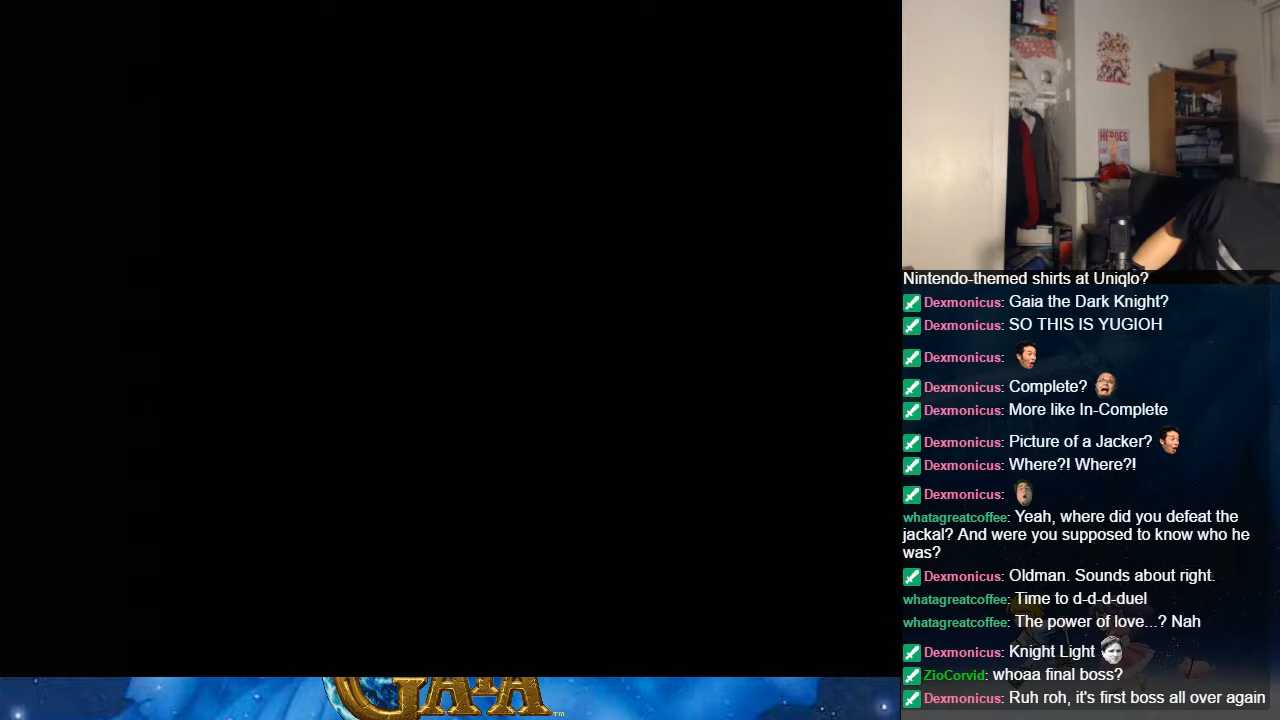 HEROES
Nintendo-themed shirts at Uniqlo?
Dexmonicus: Gaia the Dark Knight?
Dexmonicus: SO THIS IS YUGIOH
Dexmonicus:
Dexmonicus: Complete?
Dexmonicus: More like In-Complete
Dexmonicus: Picture of a Jacker?
Dexmonicus: Where?! Where?!
Dexmonicus:
whatagreatcoffee: Yeah, where did you defeat the
jackal? And were you supposed to know who he
was?
Dexmonicus: Oldman. Sounds about right.
whatagreatcoffee: Time to d-d-d-duel
whatagreatcoffee: The power of love...? Nah
Dexmonicus: Knight Light
ZioCorvid: whoaa final boss?
Dexmonicus: Ruh roh, it's first boss all over again
GAIA™